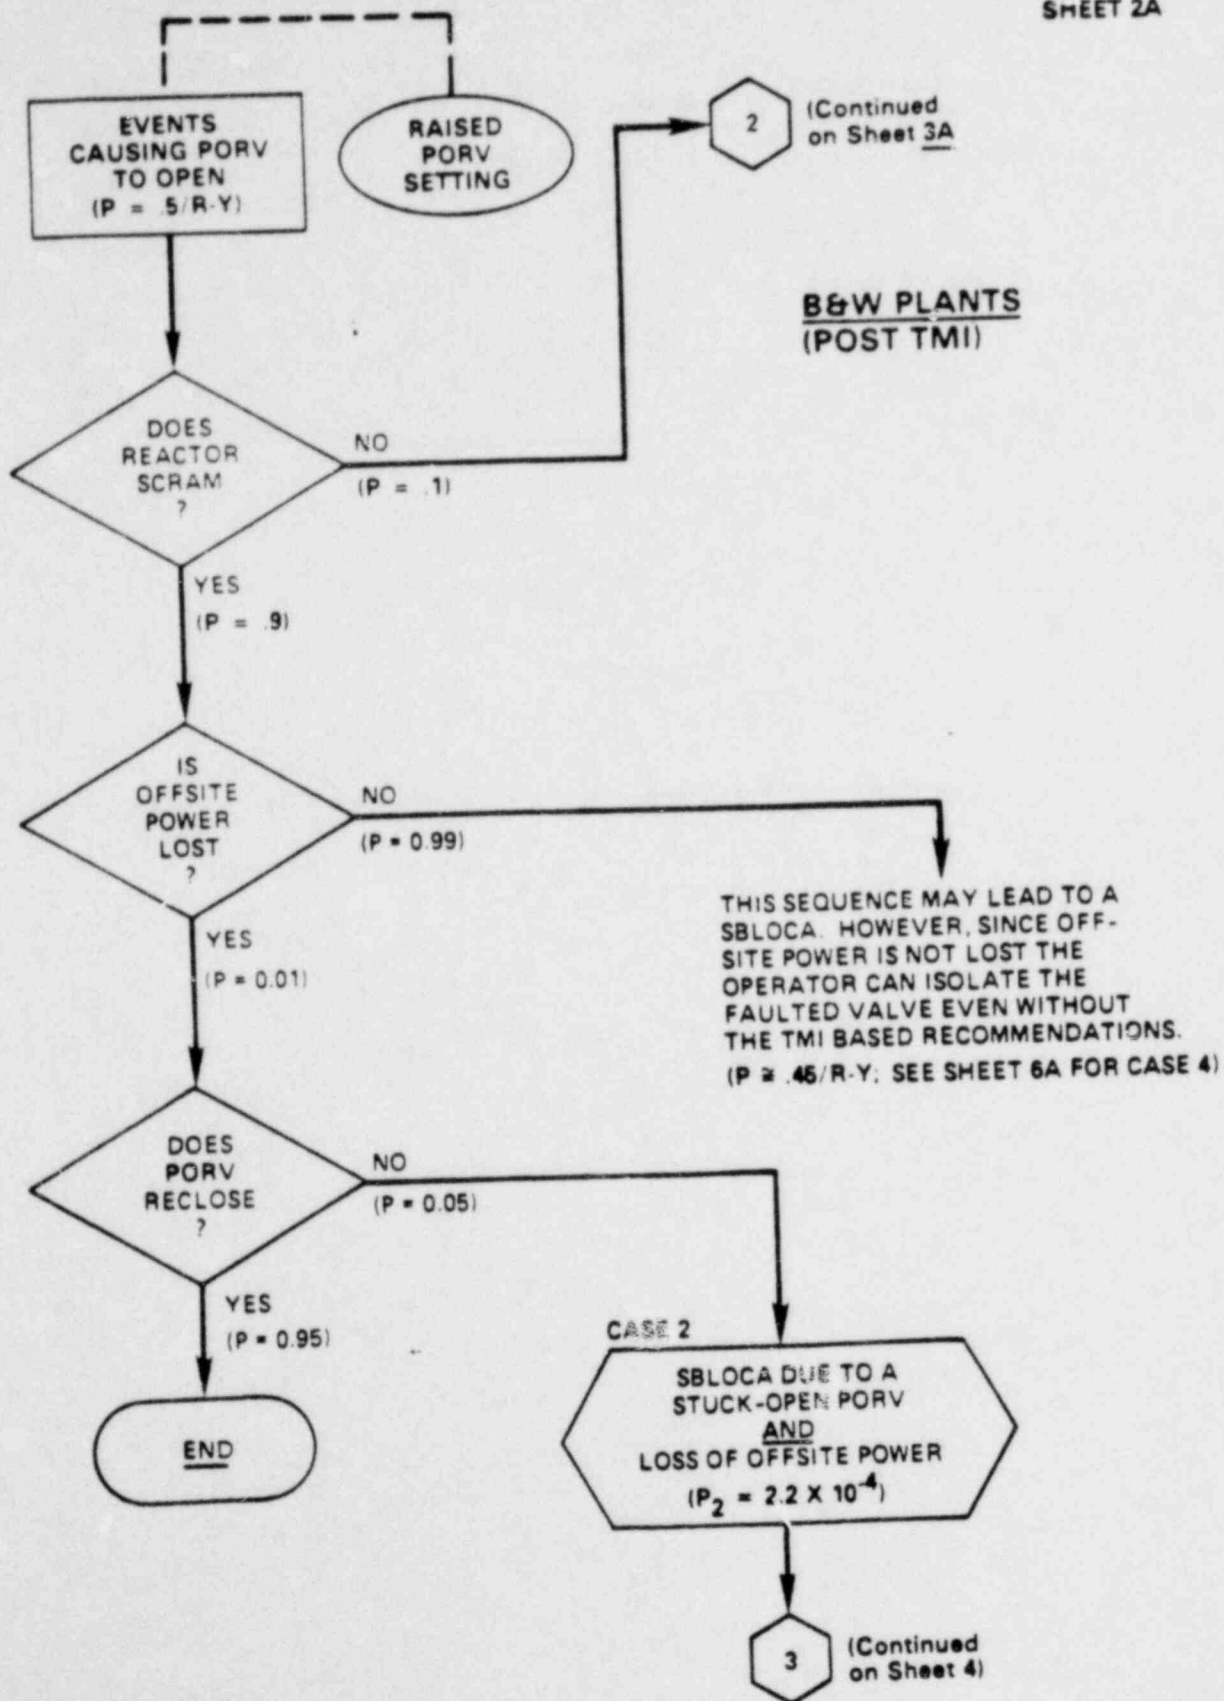 SHEET 2A
EVENTS
CAUSING PORV
TO OPEN
(P = .5/R-Y)
RAISED
PORV
SETTING
2
(Continued
on Sheet 3A
B&W PLANTS
(POST TMI)
DOES
REACTOR
SCRAM
?
NO
(P = .1)
YES
(P = .9)
IS
OFFSITE
POWER
LOST
?
NO
(P = 0.99)
YES
(P = 0.01)
THIS SEQUENCE MAY LEAD TO A
SBLOCA. HOWEVER, SINCE OFF-
SITE POWER IS NOT LOST THE
OPERATOR CAN ISOLATE THE
FAULTED VALVE EVEN WITHOUT
THE TMI BASED RECOMMENDATIONS.
(P ≅ .45/R-Y; SEE SHEET 6A FOR CASE 4)
DOES
PORV
RECLOSE
?
NO
(P = 0.05)
YES
(P = 0.95)
END
CASE 2
SBLOCA DUE TO A
STUCK-OPEN PORV
AND
LOSS OF OFFSITE POWER
(P₂ = 2.2 X 10⁻⁴)
3
(Continued
on Sheet 4)